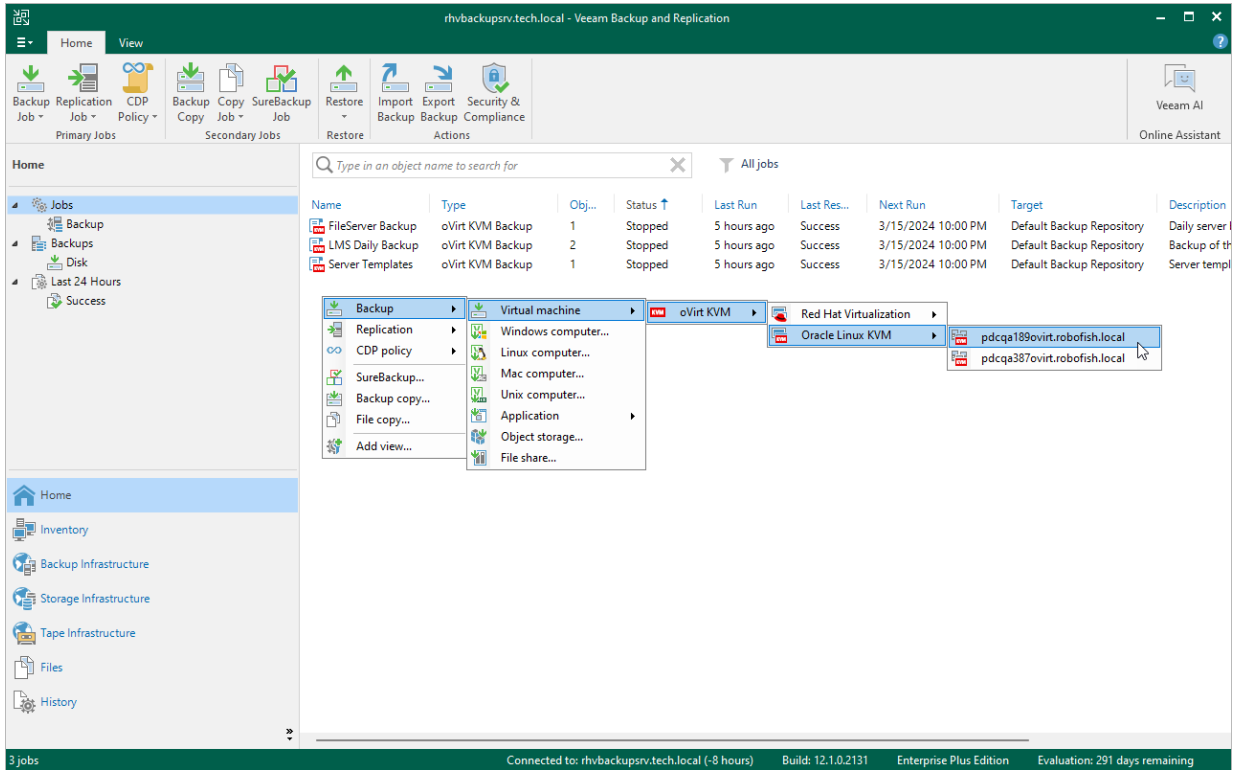 rhvbackupsrv.tech.local - Veeam Backup and Replication
Home View
Backup Job
Replication Job
CDP Policy
Primary Jobs
Backup Copy
Copy Job
SureBackup Job
Secondary Jobs
Restore
Restore
Import Backup
Export Backup
Security & Compliance
Actions
Veeam AI
Online Assistant
Home
Jobs
Backup
Backups
Disk
Last 24 Hours
Success
Type in an object name to search for
All jobs
Name Type Obj... Status Last Run Last Res... Next Run Target Description
FileServer Backup oVirt KVM Backup 1 Stopped 5 hours ago Success 3/15/2024 10:00 PM Default Backup Repository Daily server
LMS Daily Backup oVirt KVM Backup 2 Stopped 5 hours ago Success 3/15/2024 10:00 PM Default Backup Repository Backup of th
Server Templates oVirt KVM Backup 1 Stopped 5 hours ago Success 3/15/2024 10:00 PM Default Backup Repository Server templ
Backup
Replication
CDP policy
SureBackup...
Backup copy...
File copy...
Add view...
Virtual machine
Windows computer...
Linux computer...
Mac computer...
Unix computer...
Application
Object storage...
File share...
KVM oVirt KVM
Red Hat Virtualization
Oracle Linux KVM
pdcqa189ovirt.robofish.local
pdcqa387ovirt.robofish.local
Home
Inventory
Backup Infrastructure
Storage Infrastructure
Tape Infrastructure
Files
History
3 jobs Connected to: rhvbackupsrv.tech.local (-8 hours) Build: 12.1.0.2131 Enterprise Plus Edition Evaluation: 291 days remaining